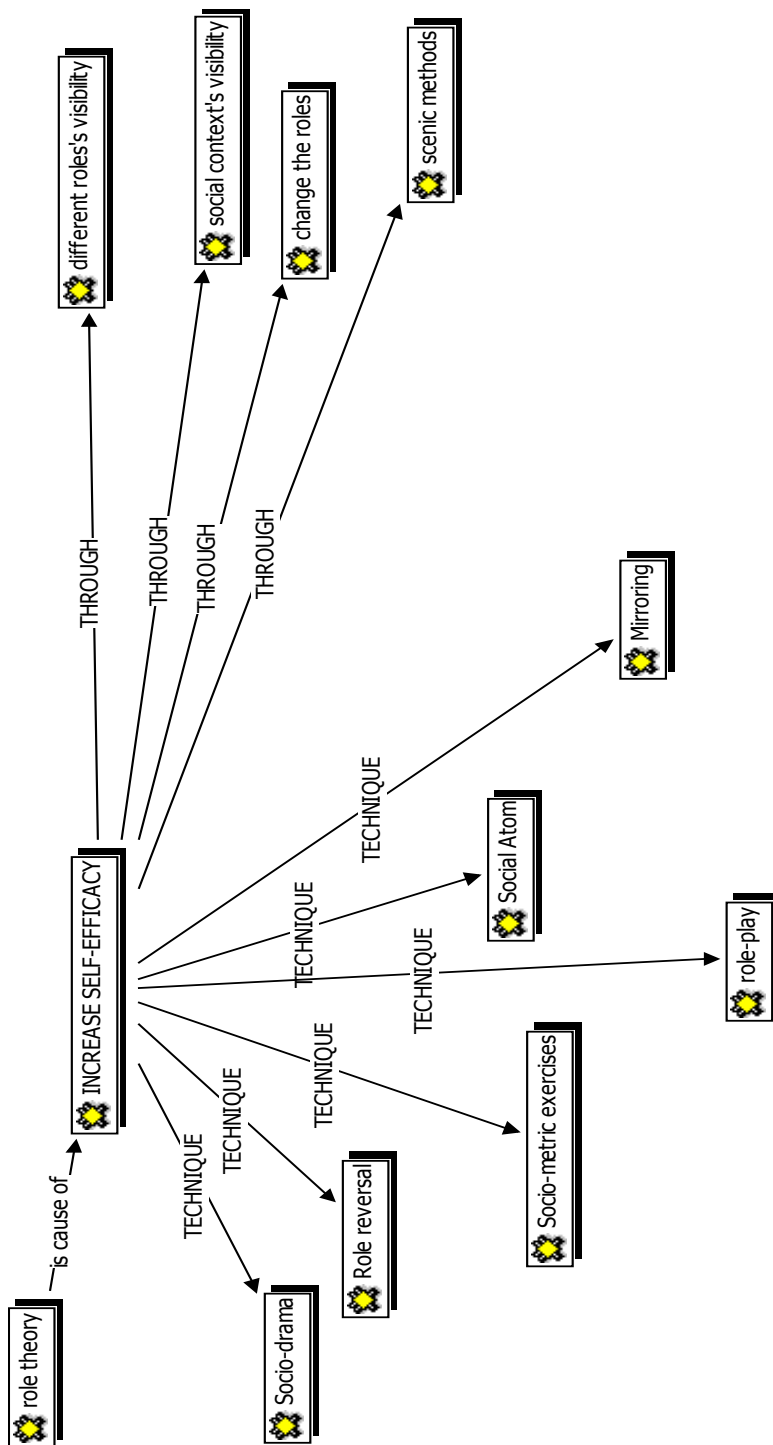 role theory
is cause of
INCREASE SELF-EFFICACY
THROUGH
different roles's visibility
THROUGH
social context's visibility
THROUGH
change the roles
THROUGH
scenic methods
TECHNIQUE
Socio-drama
TECHNIQUE
Role reversal
TECHNIQUE
Socio-metric exercises
TECHNIQUE
role-play
TECHNIQUE
Social Atom
TECHNIQUE
Mirroring